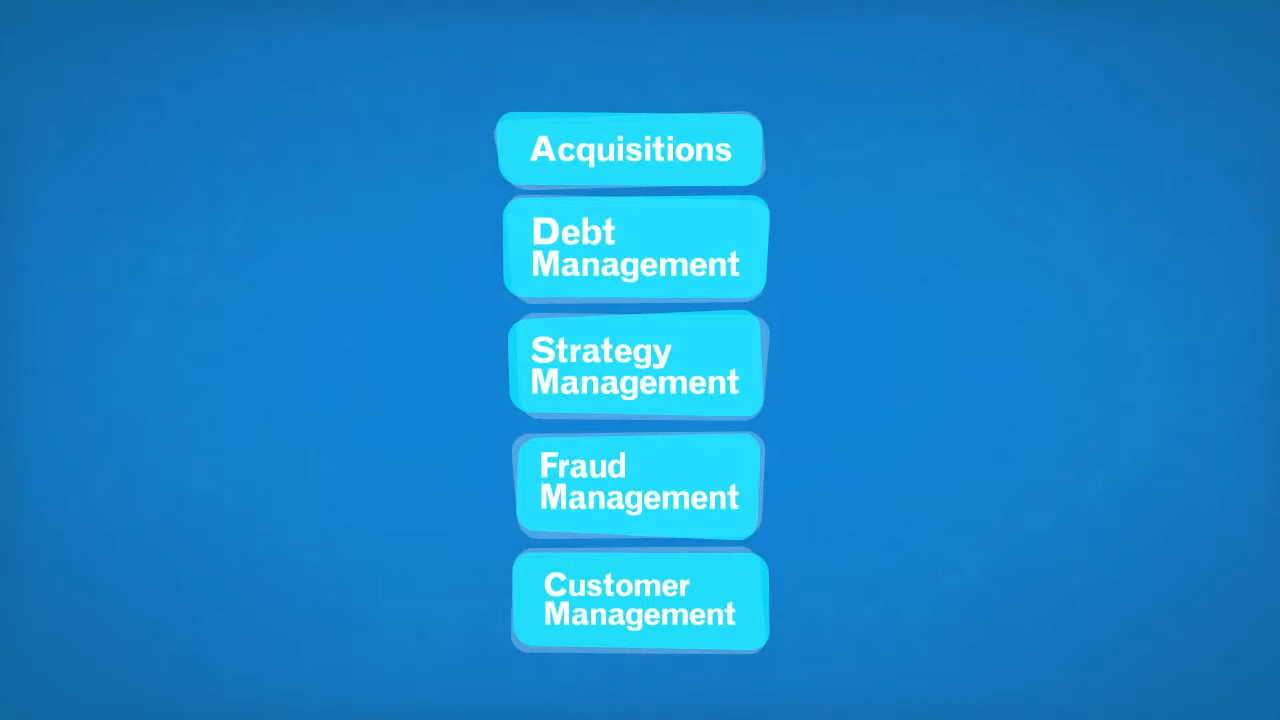 Acquisitions
Debt
Management
Strategy
Management
Fraud
Management
Customer
Management